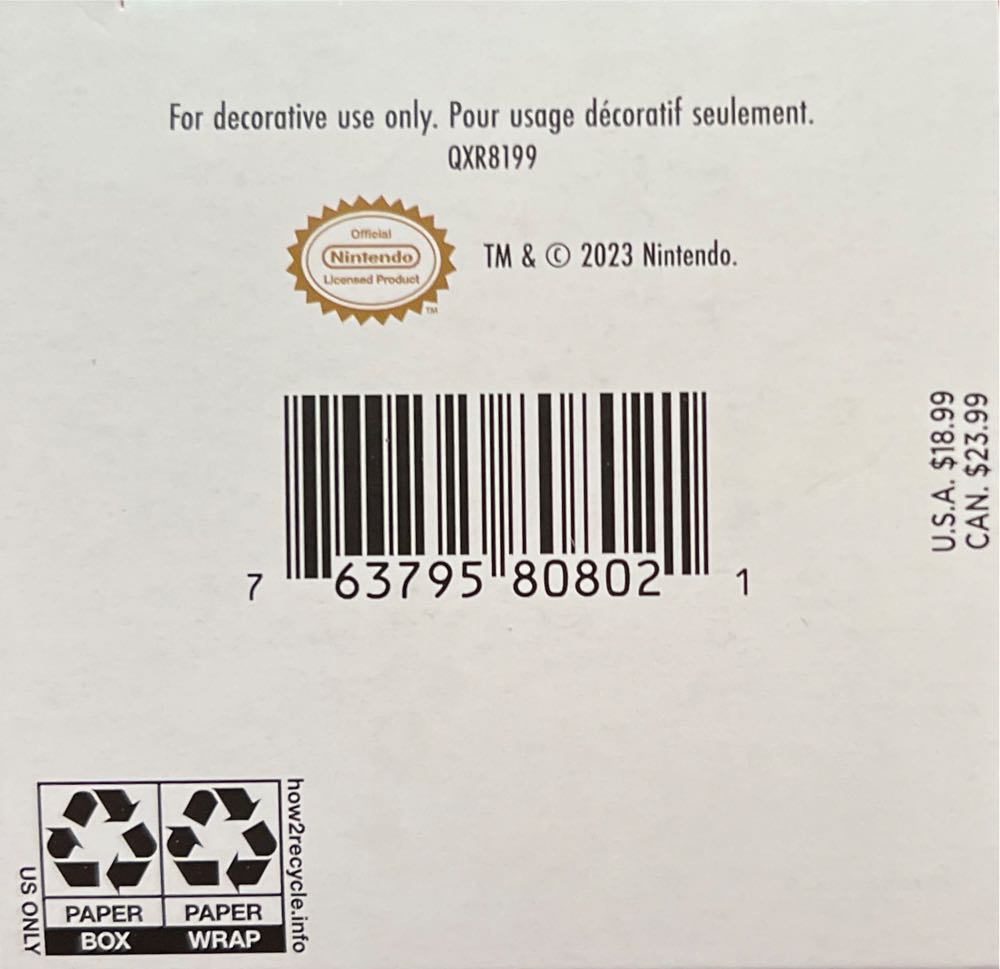 For decorative use only. Pour usage décoratif seulement.
QXR8199
Official
Nintendo
Licensed Product
TM
TM & © 2023 Nintendo.
U.S.A. $18.99
CAN. $23.99
7 63795 80802 1
how2recycle.info
US ONLY
PAPER PAPER
BOX WRAP